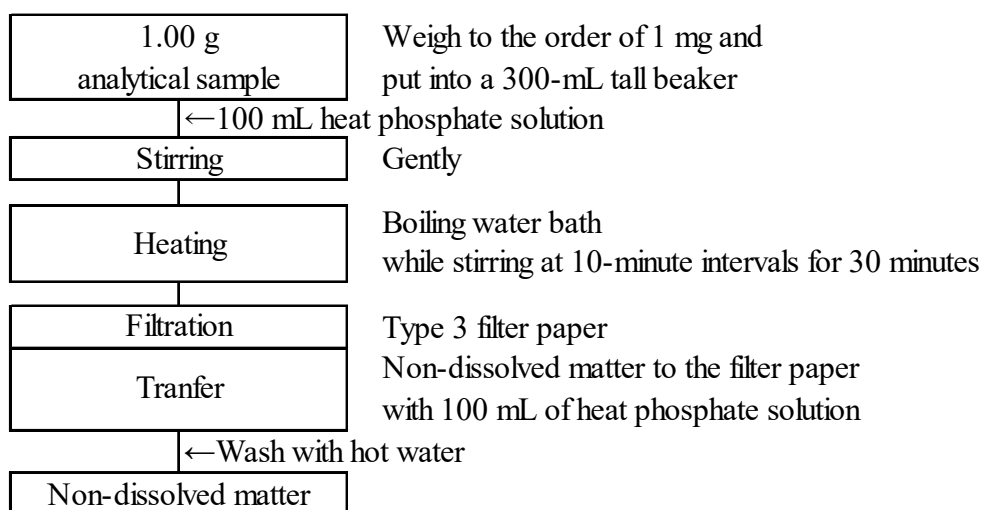 1.00 g
analytical sample
Weigh to the order of 1 mg and
put into a 300-mL tall beaker
←100 mL heat phosphate solution
Stirring
Gently
Heating
Boiling water bath
while stirring at 10-minute intervals for 30 minutes
Filtration
Type 3 filter paper
Tranfer
Non-dissolved matter to the filter paper
with 100 mL of heat phosphate solution
←Wash with hot water
Non-dissolved matter